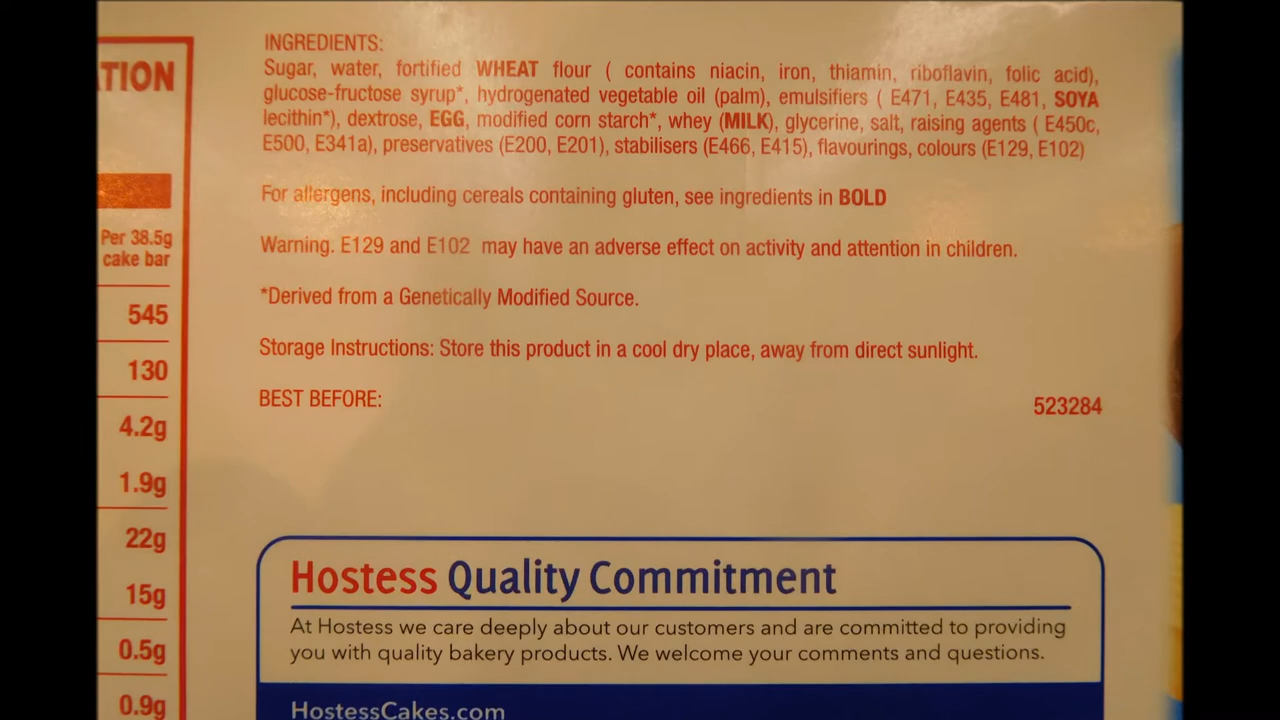 ATION
Per 38.5g
cake bar
545
130
4.2g
1.9g
22g
15g
0.5g
0.9g
INGREDIENTS:
Sugar, water, fortified WHEAT flour ( contains niacin, iron, thiamin, riboflavin, folic acid),
glucose-fructose syrup*, hydrogenated vegetable oil (palm), emulsifiers ( E471, E435, E481, SOYA
lecithin*), dextrose, EGG, modified corn starch*, whey (MILK), glycerine, salt, raising agents ( E450c,
E500, E341a), preservatives (E200, E201), stabilisers (E466, E415), flavourings, colours (E129, E102)
For allergens, including cereals containing gluten, see ingredients in BOLD
Warning. E129 and E102 may have an adverse effect on activity and attention in children.
*Derived from a Genetically Modified Source.
Storage Instructions: Store this product in a cool dry place, away from direct sunlight.
BEST BEFORE:
523284
Hostess Quality Commitment
At Hostess we care deeply about our customers and are committed to providing
you with quality bakery products. We welcome your comments and questions.
HostessCakes.com